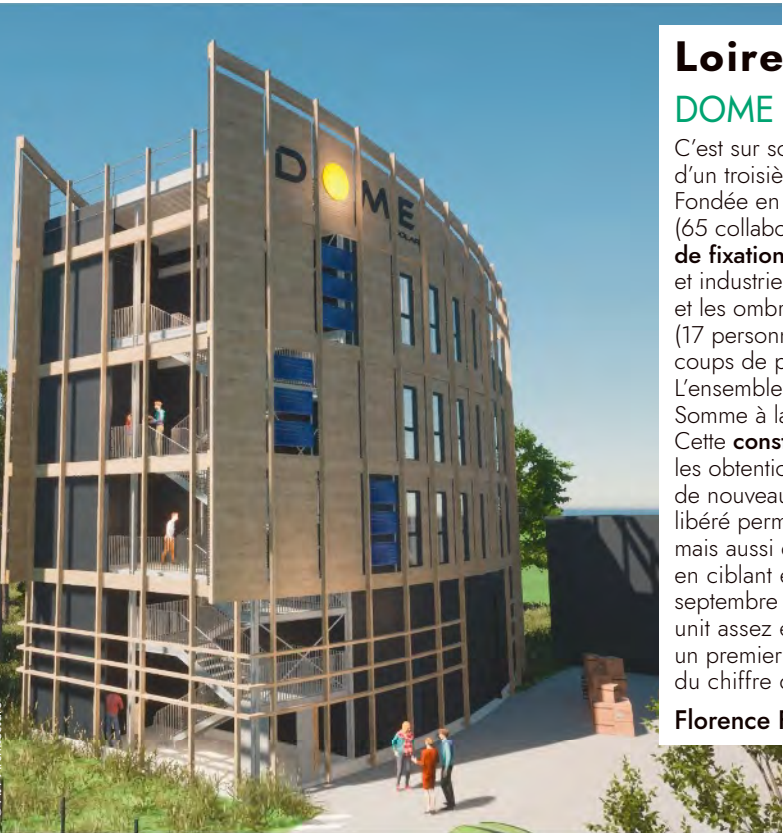 DOME
SOLAR
Loire
DOME
C’est sur so
d’un troisiè
Fondée en
(65 collabo
de fixation
et industrie
et les ombr
(17 personn
coups de p
L’ensemble
Somme à la
Cette const
les obtentio
de nouveau
libéré perm
mais aussi
en ciblant e
septembre
unit assez e
un premier
du chiffre d
Florence